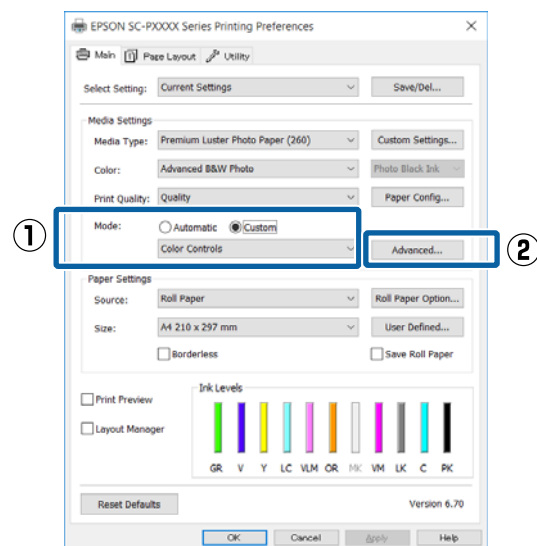 EPSON SC-PXXXX Series Printing Preferences
Main Page Layout Utility
Select Setting: Current Settings Save/Del...
Media Settings
Media Type: Premium Luster Photo Paper (260) Custom Settings...
Color: Advanced B&W Photo Photo Black Ink
Print Quality: Quality Paper Config...
① Mode: Automatic Custom
Color Controls Advanced... ②
Paper Settings
Source: Roll Paper Roll Paper Option...
Size: A4 210 x 297 mm User Defined...
Borderless Save Roll Paper
Ink Levels
Print Preview
Layout Manager
GR V Y LC VLM OR MK VM LK C PK
Reset Defaults Version 6.70
OK Cancel Apply Help